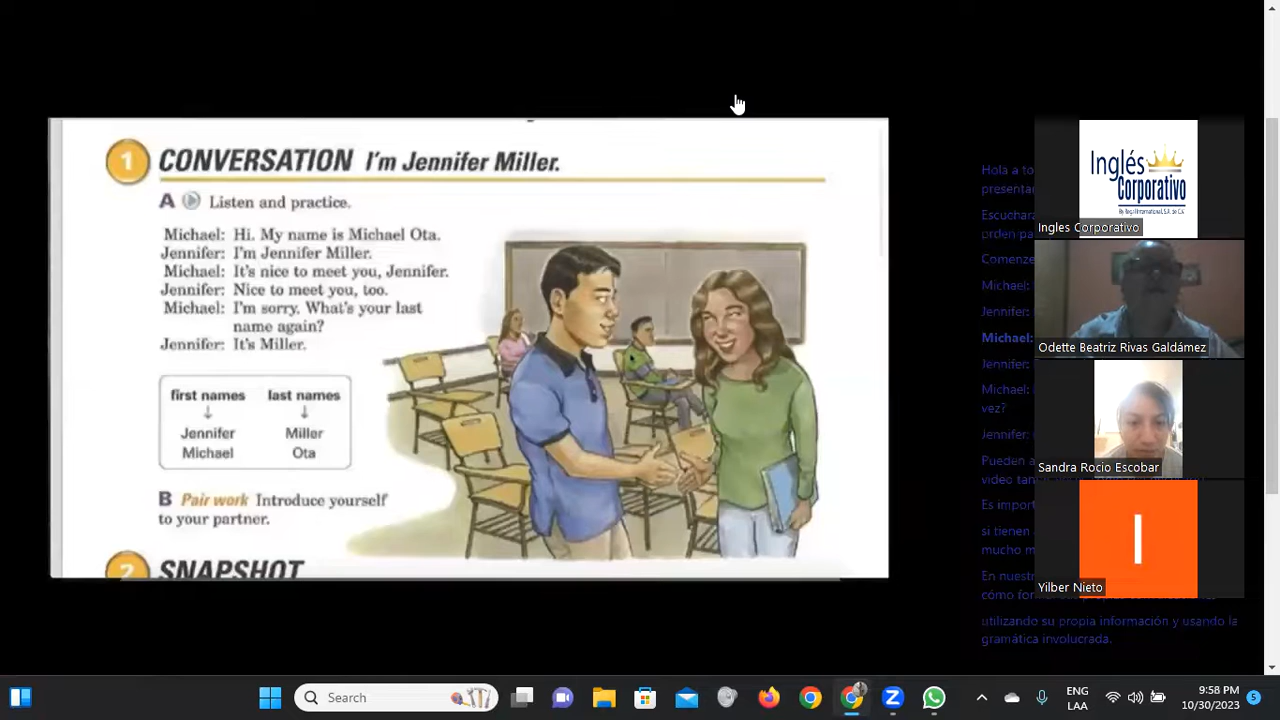 1 CONVERSATION I'm Jennifer Miller.
A Listen and practice.
Michael: Hi. My name is Michael Ota.
Jennifer: I'm Jennifer Miller.
Michael: It's nice to meet you, Jennifer.
Jennifer: Nice to meet you, too.
Michael: I'm sorry. What's your last
name again?
Jennifer: It's Miller.
first names last names
Jennifer Miller
Michael Ota
B Pair work Introduce yourself
to your partner.
2 SNAPSHOT
Hola a to
presentar
Escuchar
orden pa
Comenze
Michael:
Jennifer:
Michael:
Jennifer:
Michael:
vez?
Jennifer:
Pueden a
video tam
Es import
si tienen
mucho m
En nuestr
cómo for
utilizando su propia información y usando la
gramática involucrada.
Inglés
Corporativo
Ingles Corporativo
Odette Beatriz Rivas Galdámez
Sandra Rocio Escobar
I
Yilber Nieto
Search
ENG
LAA
9:58 PM
10/30/2023
5